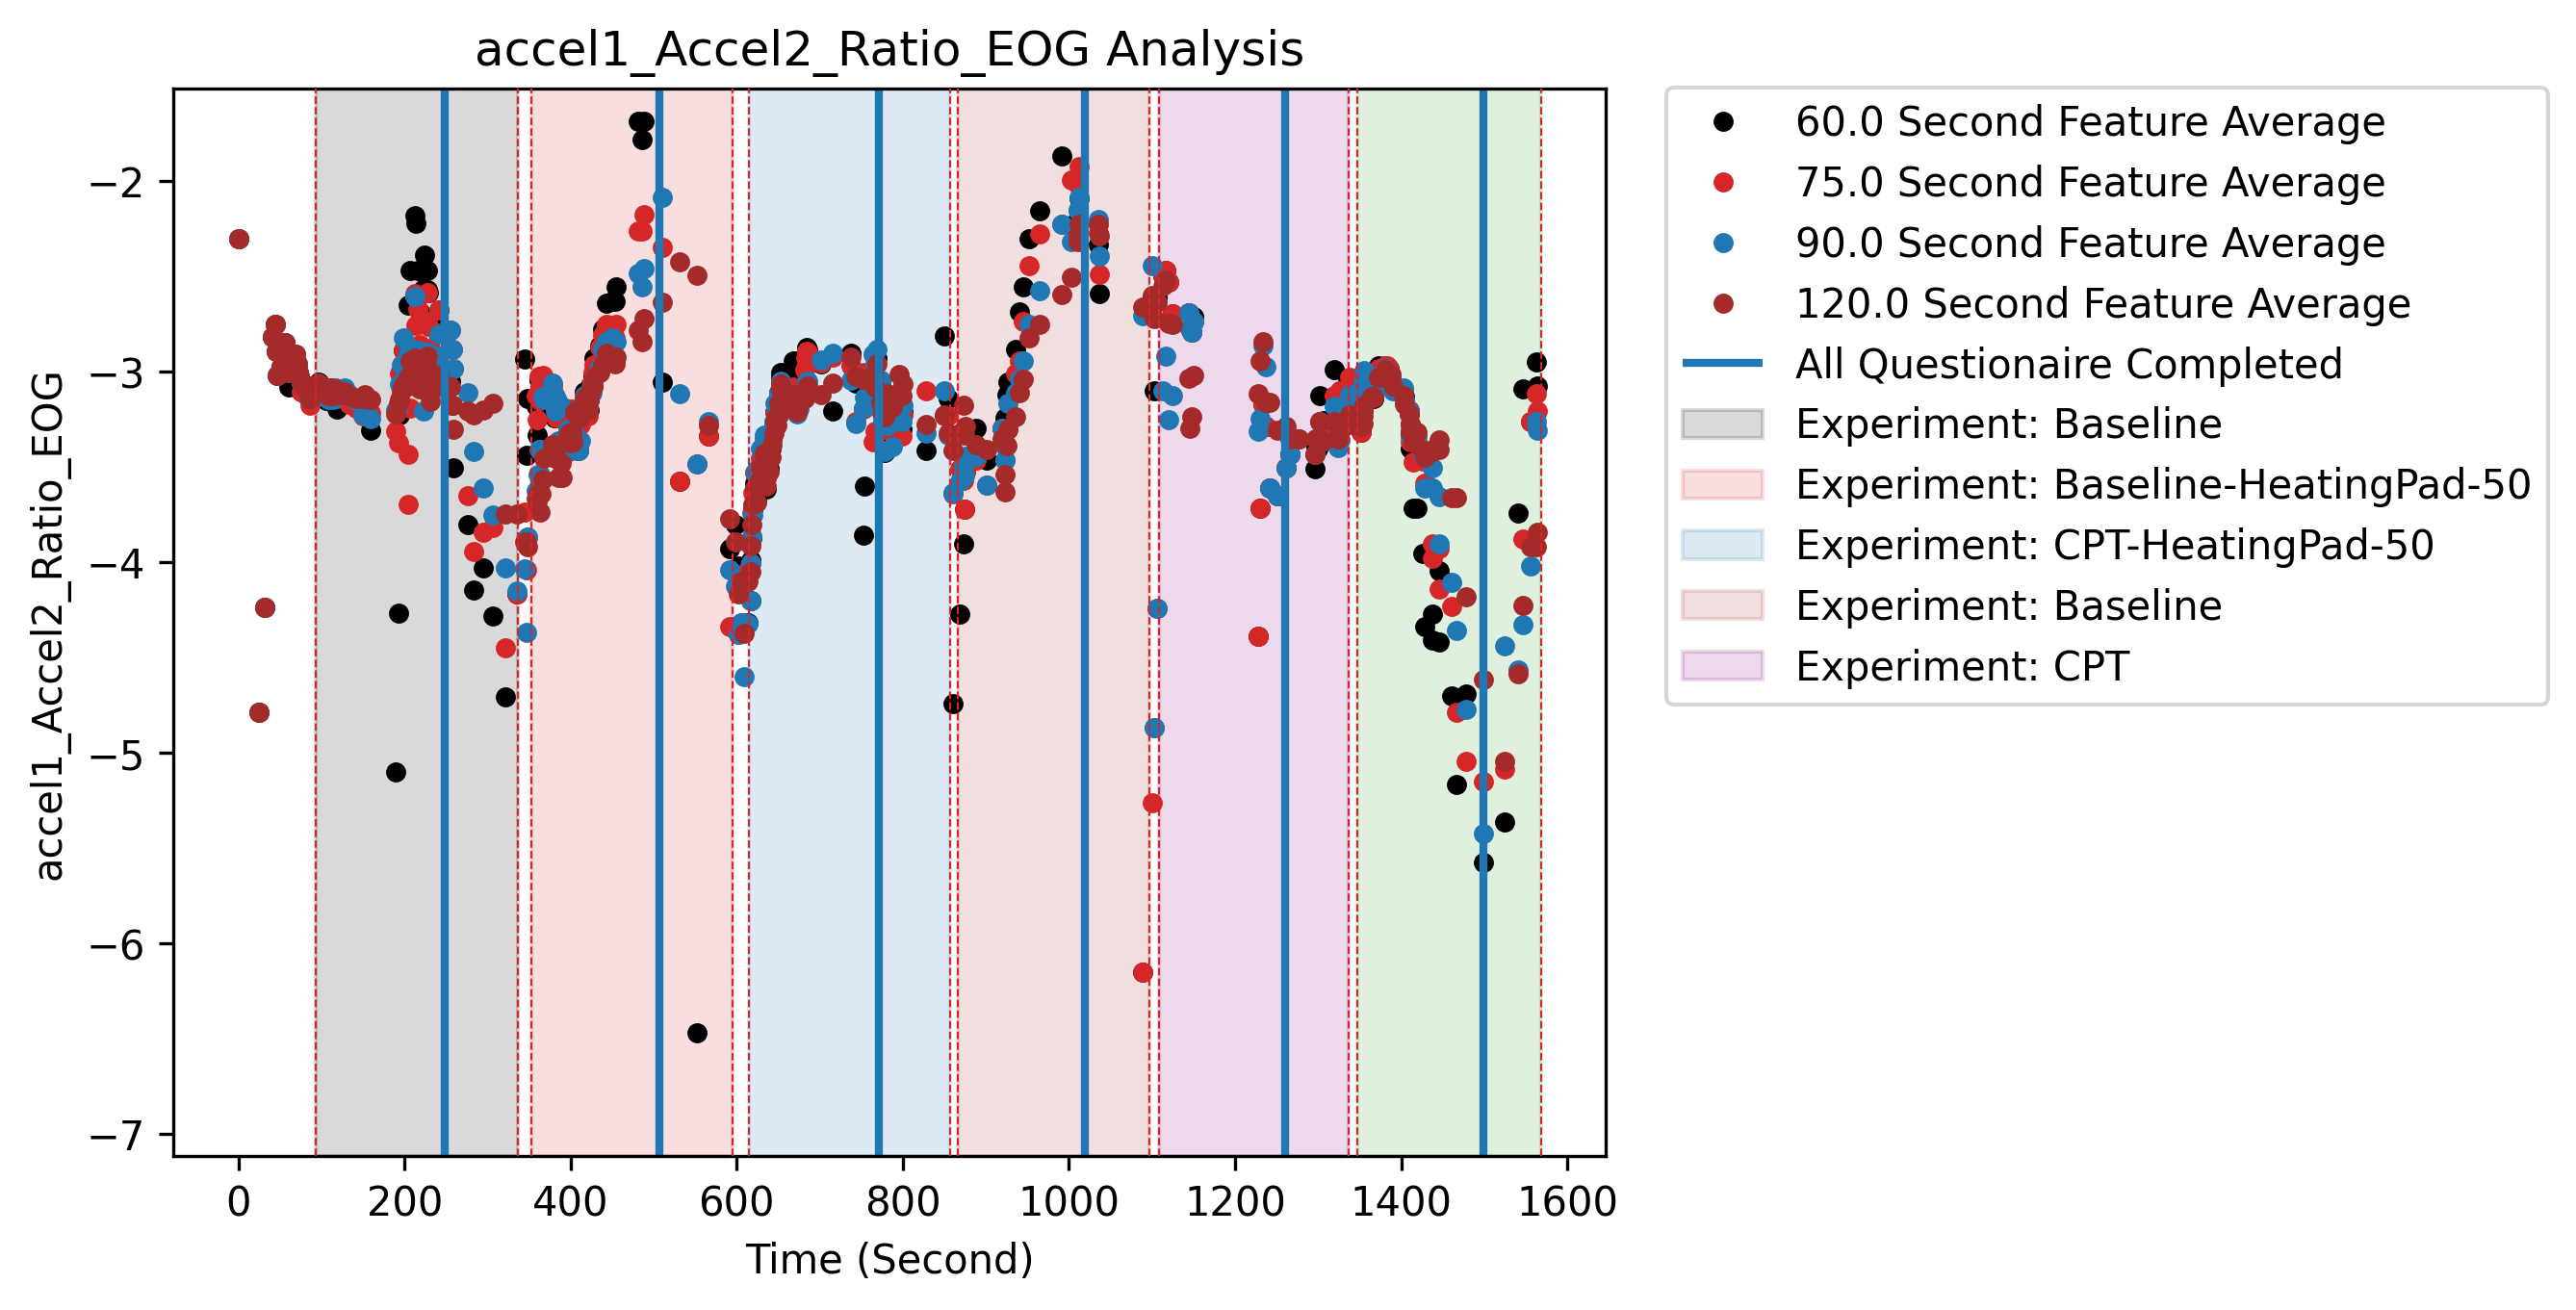 accel1_Accel2_Ratio_EOG Analysis
accel1_Accel2_Ratio_EOG
−2
−3
−4
−5
−6
−7
0 200 400 600 800 1000 1200 1400 1600
Time (Second)
60.0 Second Feature Average
75.0 Second Feature Average
90.0 Second Feature Average
120.0 Second Feature Average
All Questionaire Completed
Experiment: Baseline
Experiment: Baseline-HeatingPad-50
Experiment: CPT-HeatingPad-50
Experiment: Baseline
Experiment: CPT